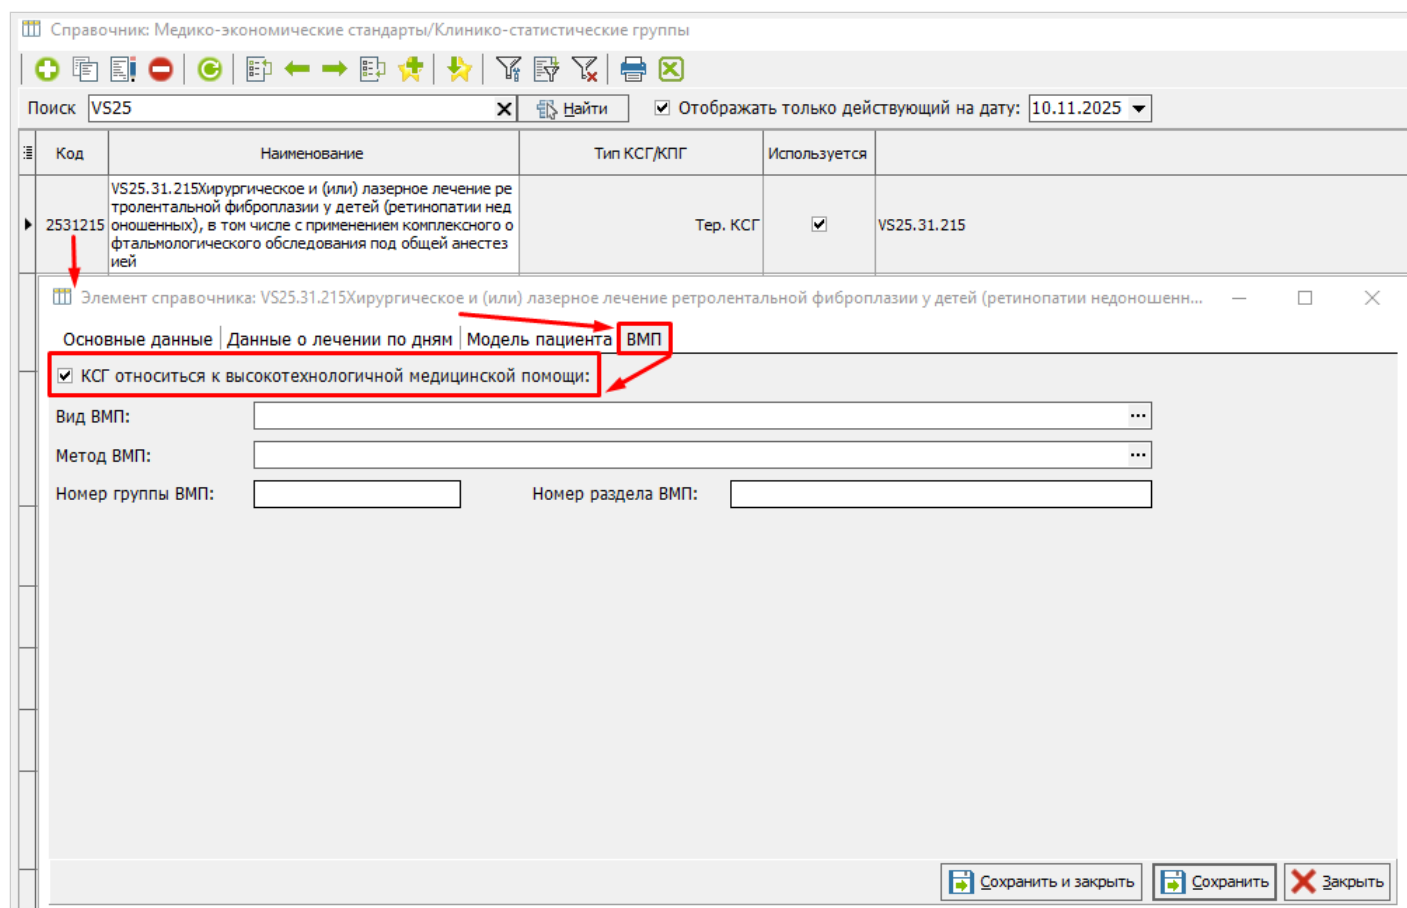 Справочник: Медико-экономические стандарты/Клинико-статистические группы
Поиск VS25 Найти Отображать только действующий на дату: 10.11.2025
Код Наименование Тип КСГ/КПГ Используется
VS25.31.215Хирургическое и (или) лазерное лечение ре
тролентальной фиброплазии у детей (ретинопатии нед
2531215 оношенных), в том числе с применением комплексного о Тер. КСГ VS25.31.215
фтальмологического обследования под общей анестез
ией
Элемент справочника: VS25.31.215Хирургическое и (или) лазерное лечение ретролентальной фиброплазии у детей (ретинопатии недоношенн...
Основные данные Данные о лечении по дням Модель пациента ВМП
КСГ относиться к высокотехнологичной медицинской помощи:
Вид ВМП: ...
Метод ВМП: ...
Номер группы ВМП: Номер раздела ВМП:
Сохранить и закрыть Сохранить Закрыть